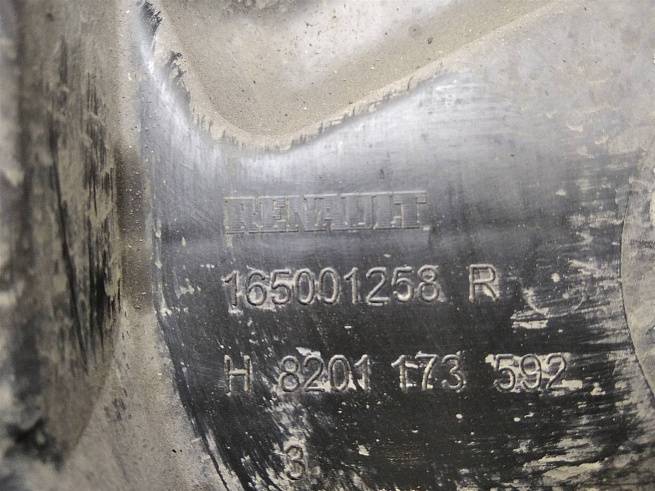 RENAULT
165001258 R
H 8201 173 592
3